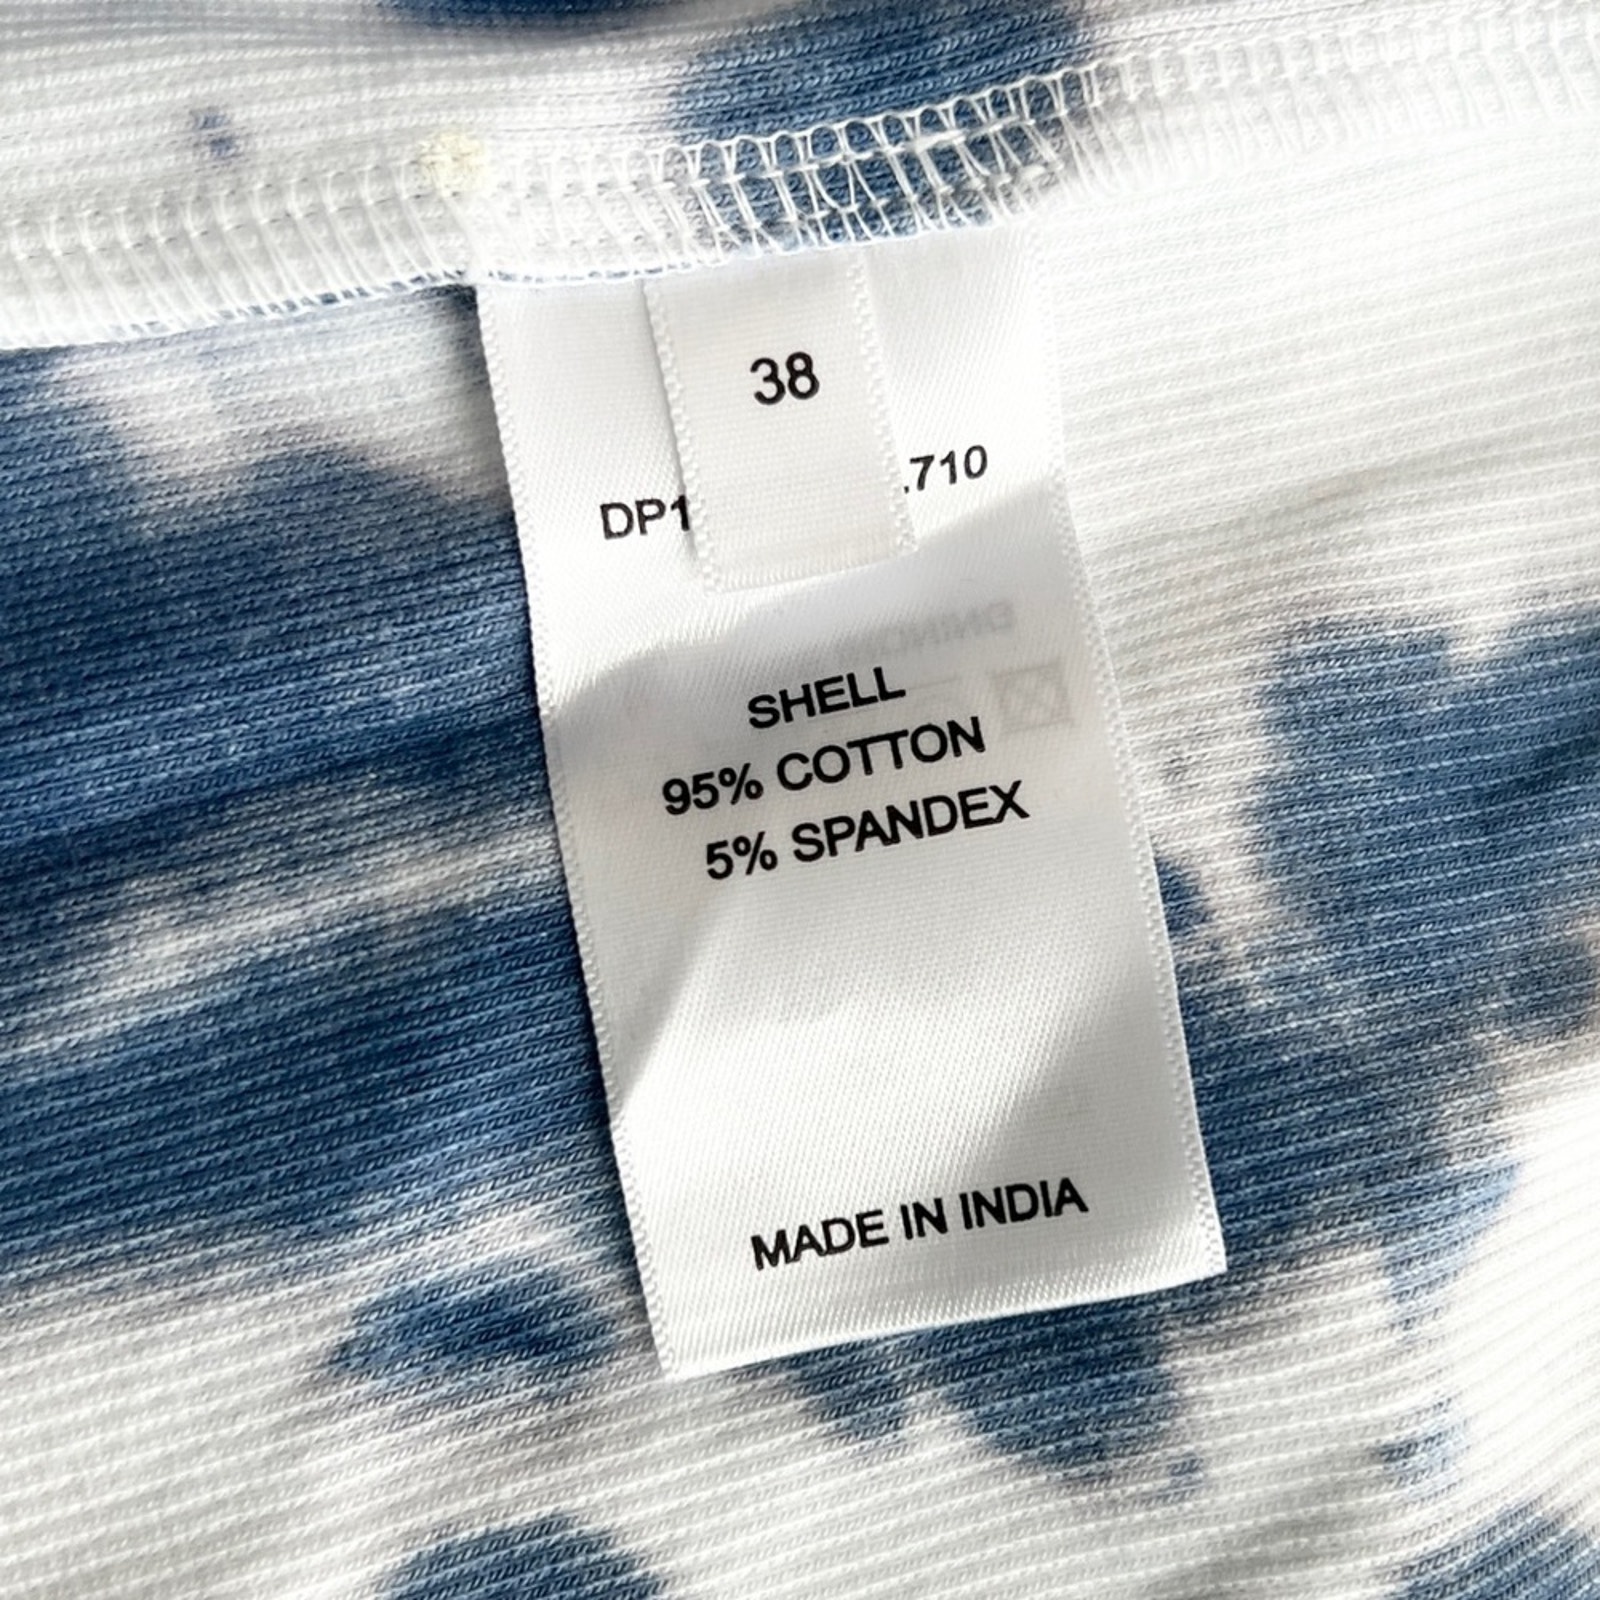 38
DP1 .710
SHELL
95% COTTON
5% SPANDEX
MADE IN INDIA